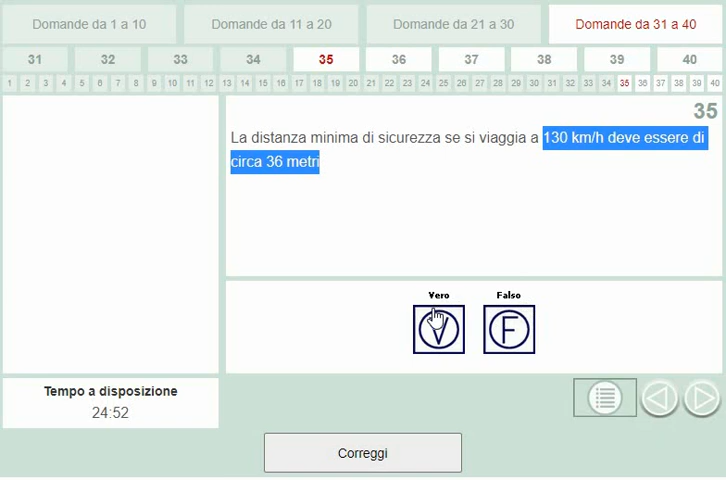 Domande da 1 a 10 Domande da 11 a 20 Domande da 21 a 30 Domande da 31 a 40
31 32 33 34 35 36 37 38 39 40
1 2 3 4 5 6 7 8 9 10 11 12 13 14 15 16 17 18 19 20 21 22 23 24 25 26 27 28 29 30 31 32 33 34 35 36 37 38 39 40
35
La distanza minima di sicurezza se si viaggia a 130 km/h deve essere di
circa 36 metri
Vero Falso
V F
Tempo a disposizione
24:52
Correggi